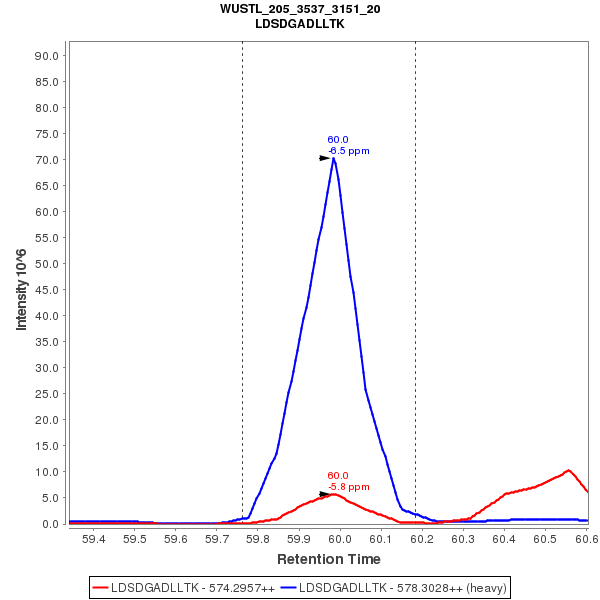 WUSTL_205_3537_3151_20
LDSDGADLLTK
90.0
85.0
80.0
75.0
70.0
65.0
60.0
55.0
50.0
45.0
40.0
35.0
30.0
25.0
20.0
15.0
10.0
5.0
0.0
Intensity 10^6
60.0
-6.5 ppm
60.0
-5.8 ppm
59.4 59.5 59.6 59.7 59.8 59.9 60.0 60.1 60.2 60.3 60.4 60.5 60.6
Retention Time
LDSDGADLLTK - 574.2957++ LDSDGADLLTK - 578.3028++ (heavy)